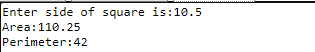 Enter side of square is:10.5
Area:110.25
Perimeter:42